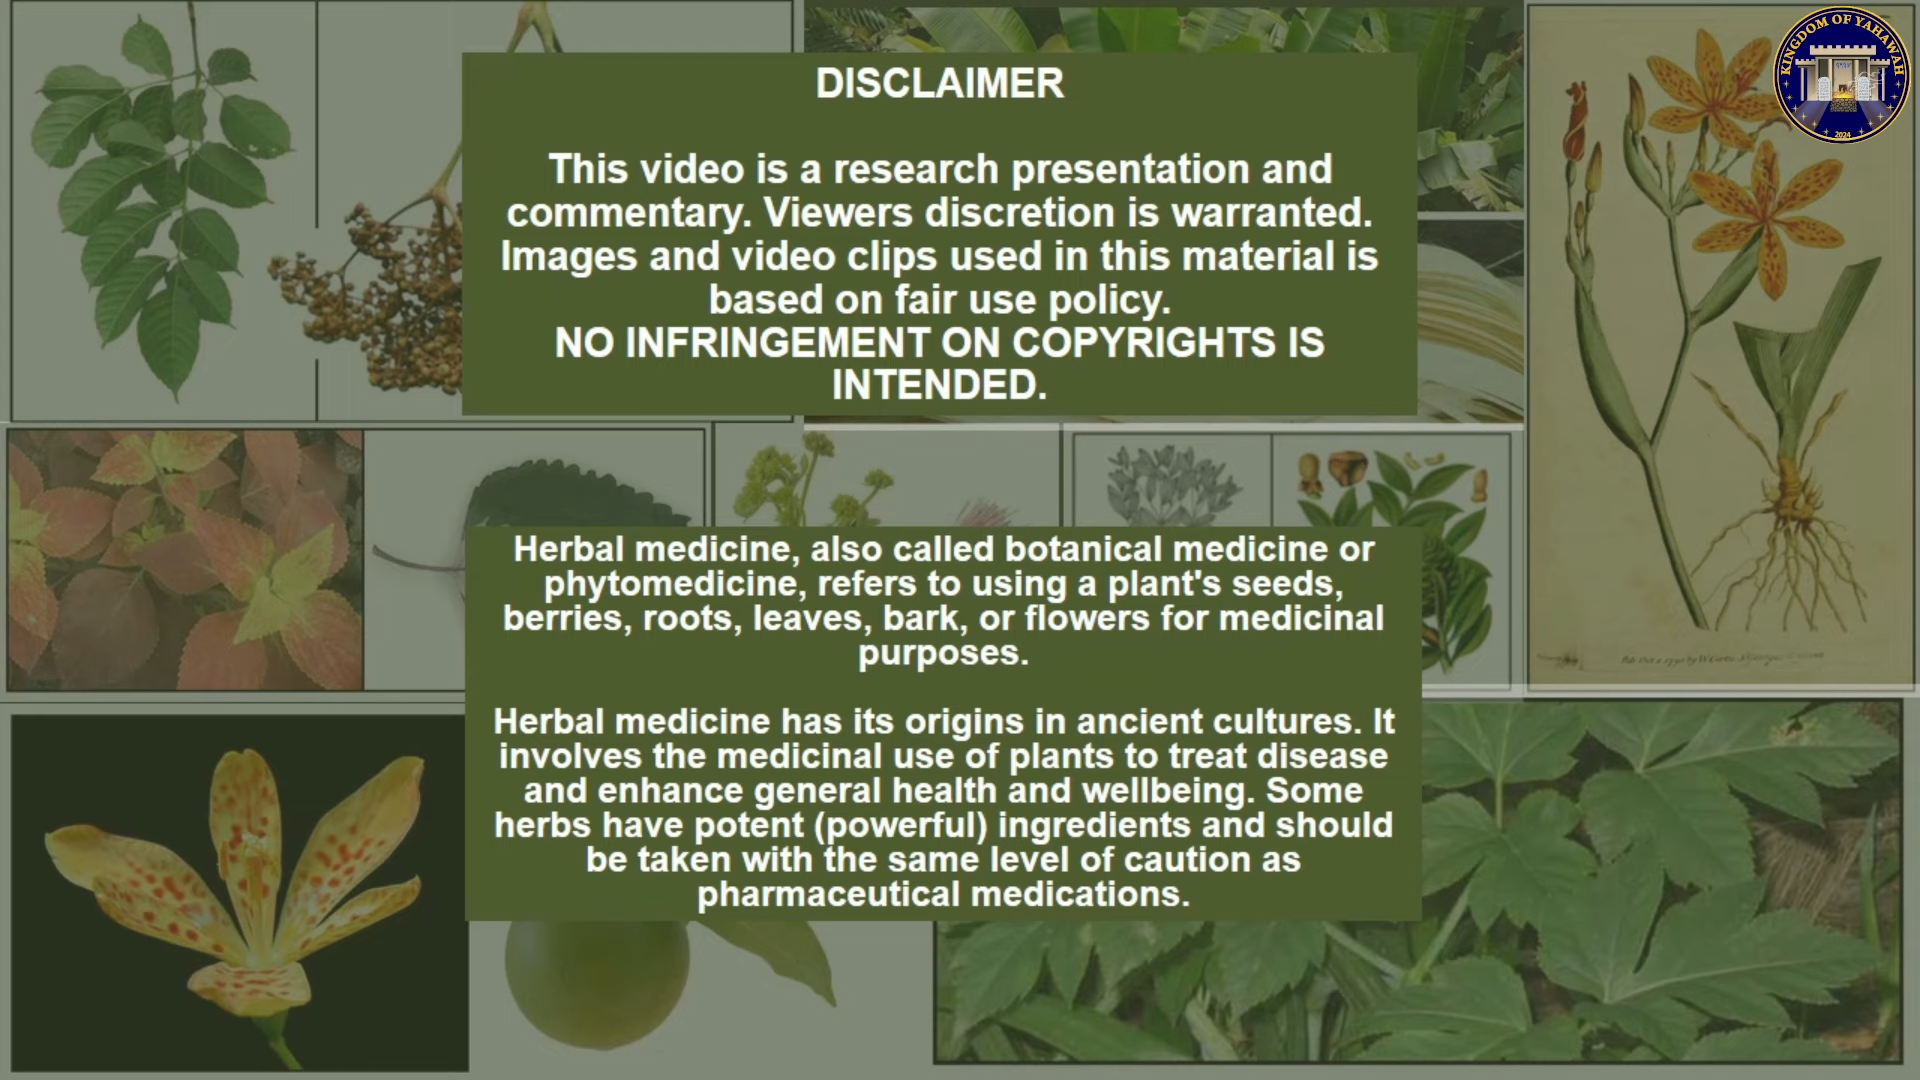 KINGDOM OF YAHAWAH
2024
DISCLAIMER
This video is a research presentation and
commentary. Viewers discretion is warranted.
Images and video clips used in this material is
based on fair use policy.
NO INFRINGEMENT ON COPYRIGHTS IS
INTENDED.
Herbal medicine, also called botanical medicine or
phytomedicine, refers to using a plant's seeds,
berries, roots, leaves, bark, or flowers for medicinal
purposes.
Herbal medicine has its origins in ancient cultures. It
involves the medicinal use of plants to treat disease
and enhance general health and wellbeing. Some
herbs have potent (powerful) ingredients and should
be taken with the same level of caution as
pharmaceutical medications.